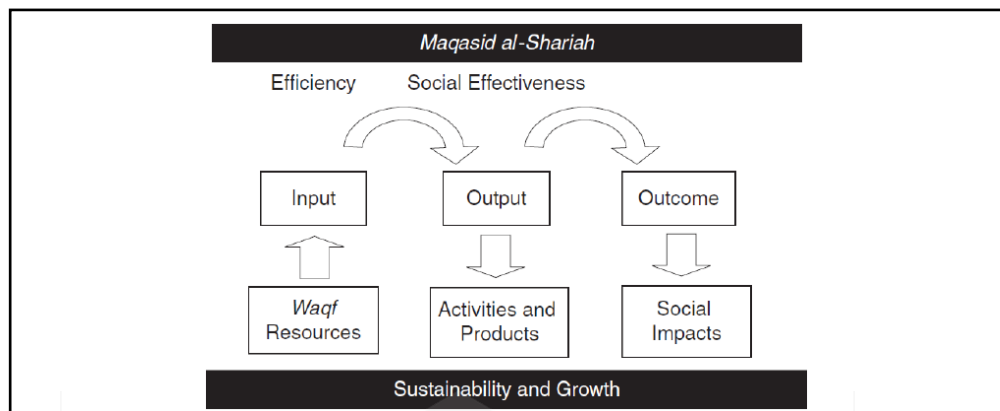 Maqasid al-Shariah
Efficiency
Social Effectiveness
Input
Output
Outcome
Waqf
Resources
Activities and
Products
Social
Impacts
Sustainability and Growth